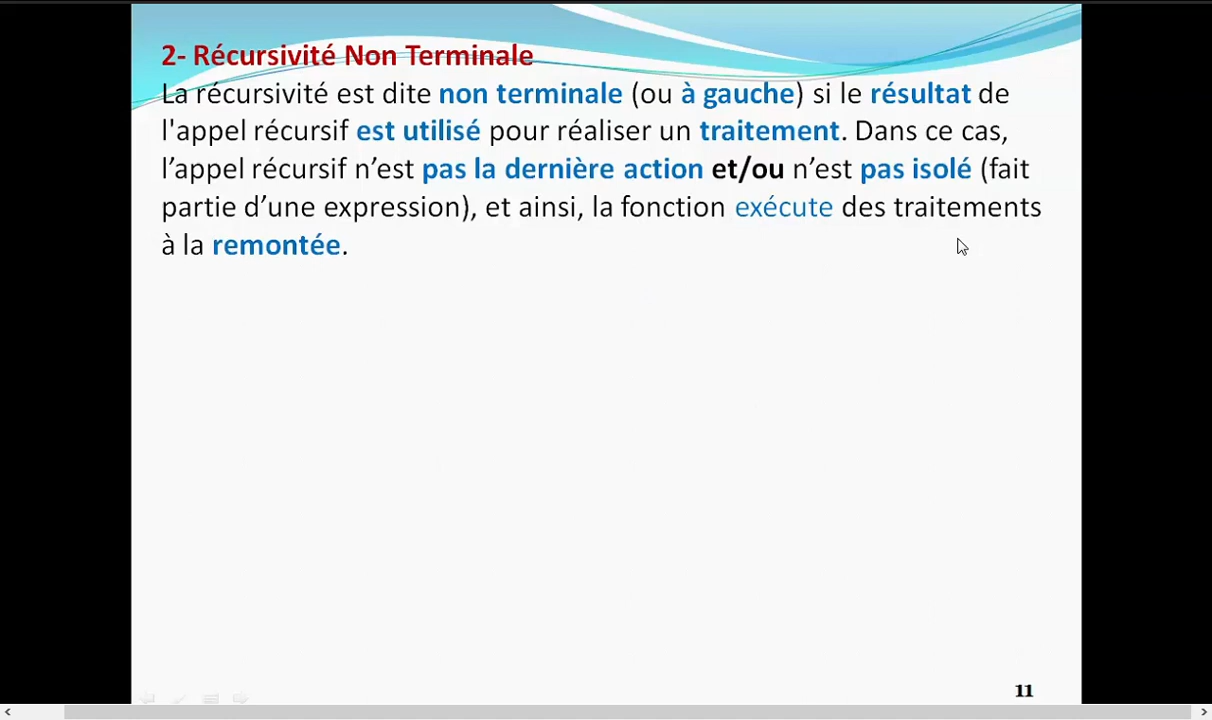 2- Récursivité Non Terminale
La récursivité est dite non terminale (ou à gauche) si le résultat de
l'appel récursif est utilisé pour réaliser un traitement. Dans ce cas,
l’appel récursif n’est pas la dernière action et/ou n’est pas isolé (fait
partie d’une expression), et ainsi, la fonction exécute des traitements
à la remontée.
11